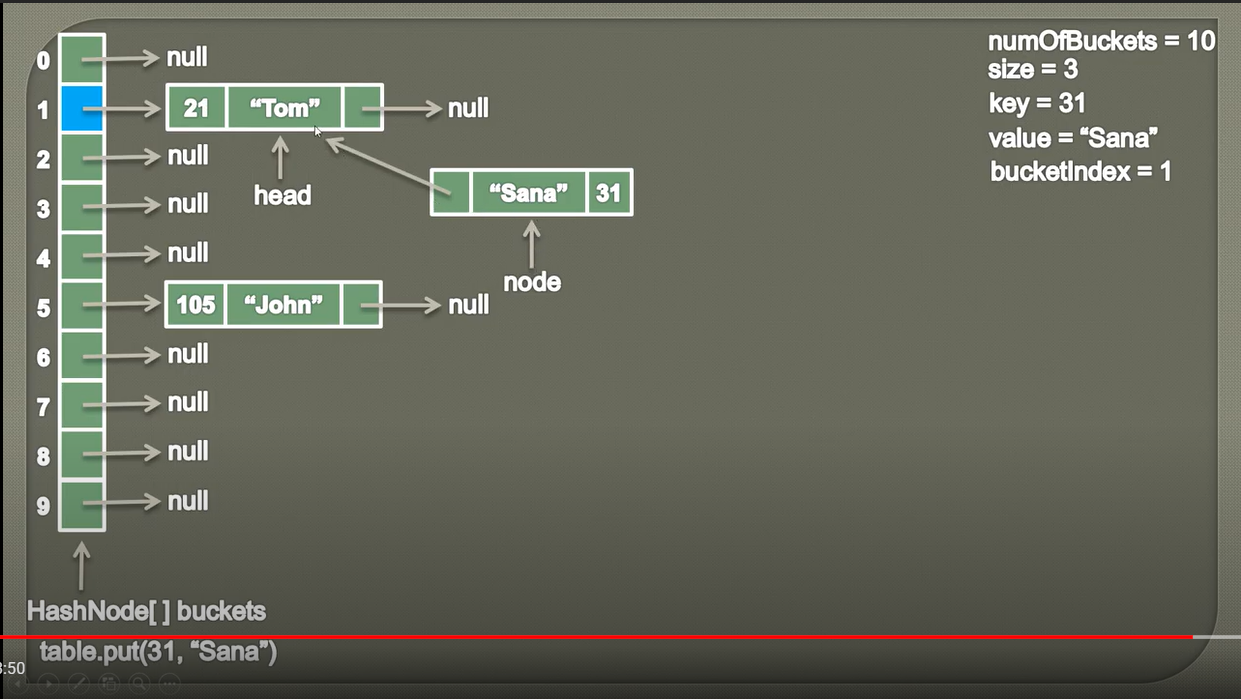 0 null
1 21 “Tom” null
2 null
head
3 null
“Sana” 31
node
4 null
5 105 “John” null
6 null
7 null
8 null
9 null
numOfBuckets = 10
size = 3
key = 31
value = “Sana”
bucketIndex = 1
HashNode[ ] buckets
table.put(31, “Sana”)
:50